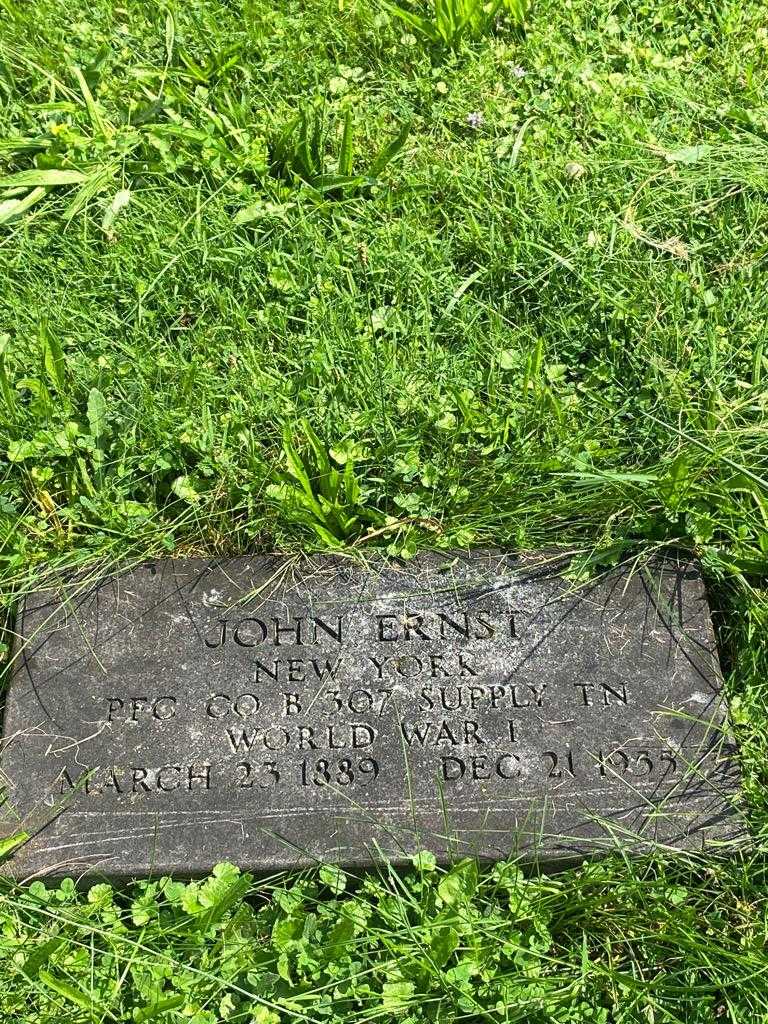 JOHN ERNST
NEW YORK
PFC CO B 307 SUPPLY TN
WORLD WAR I
MARCH 23 1889 DEC 21 1955